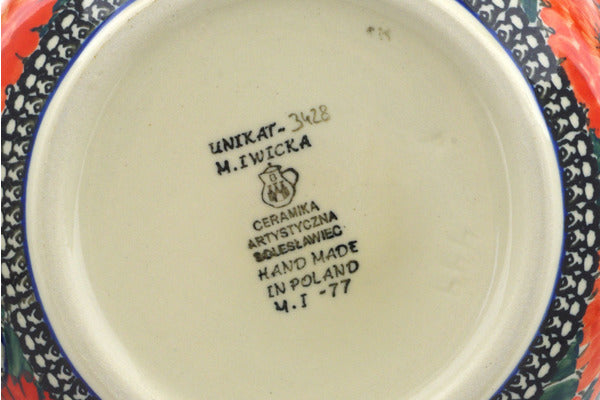 UNIKAT-3428
M.IWICKA
CERAMIKA
ARTYSTYCZNA
BOLESŁAWIEC
HAND MADE
IN POLAND
M.I -77